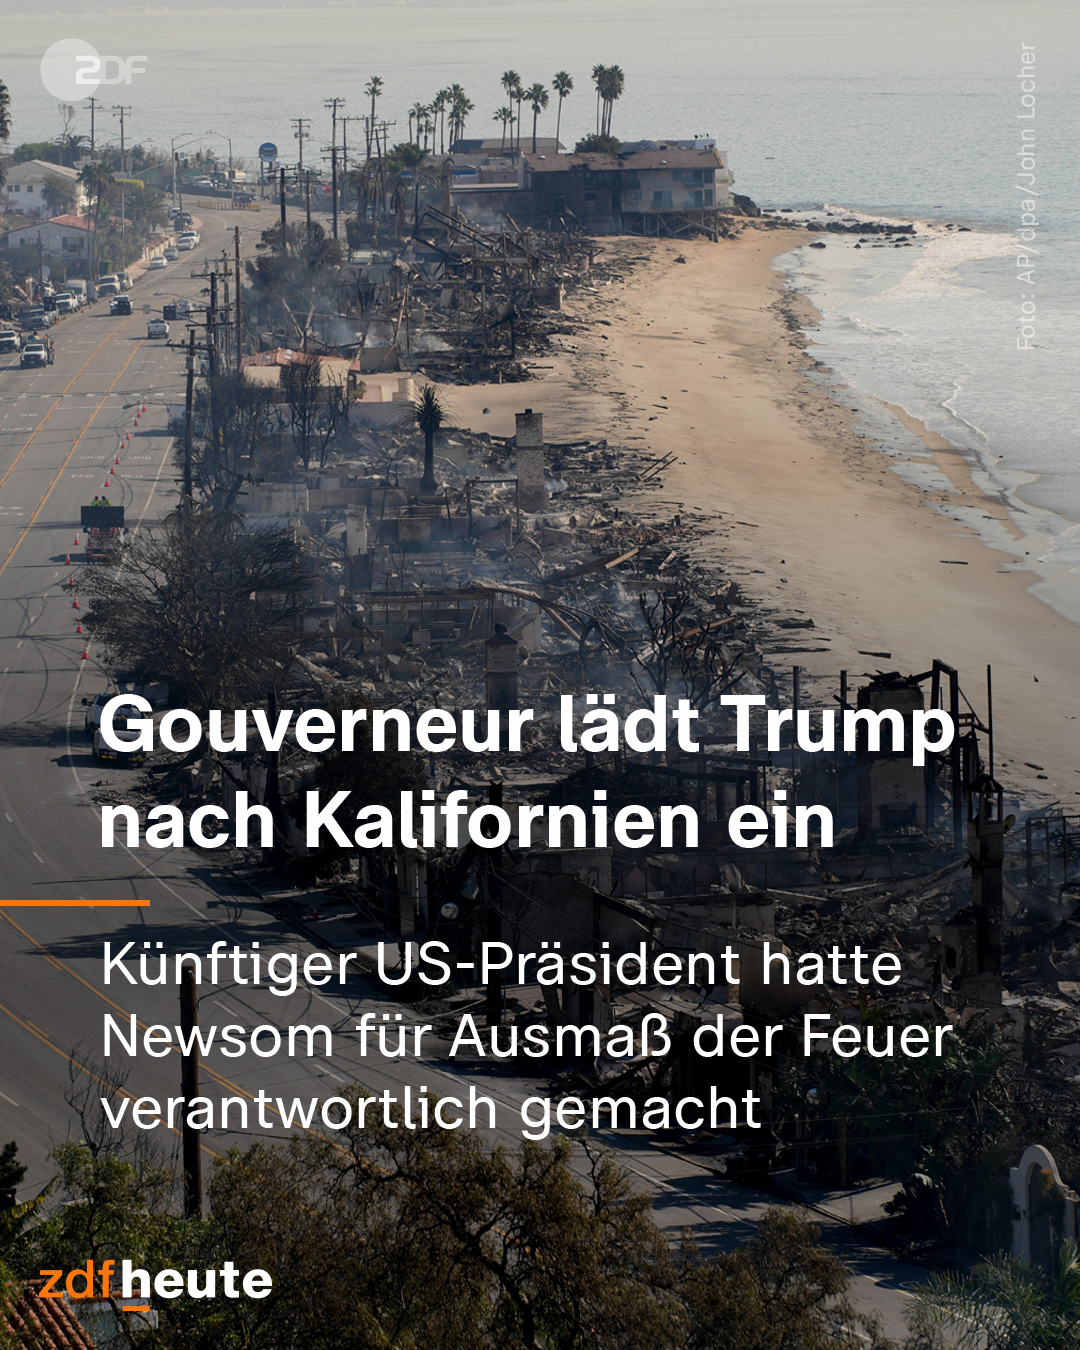 ZDF
Foto: AP/dpa/John Locher
Gouverneur lädt Trump
nach Kalifornien ein
Künftiger US-Präsident hatte
Newsom für Ausmaß der Feuer
verantwortlich gemacht
zdfheute